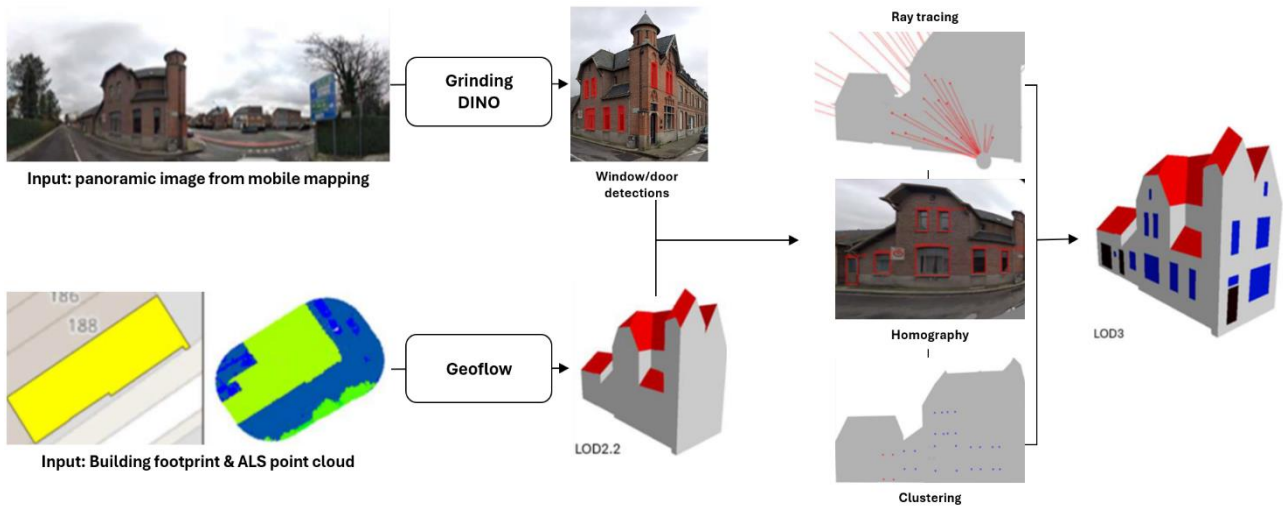 Ray tracing
Grinding
DINO
Input: panoramic image from mobile mapping
Window/door
detections
Homography
LOD3
186
188
Geoflow
LOD2.2
Input: Building footprint & ALS point cloud
Clustering